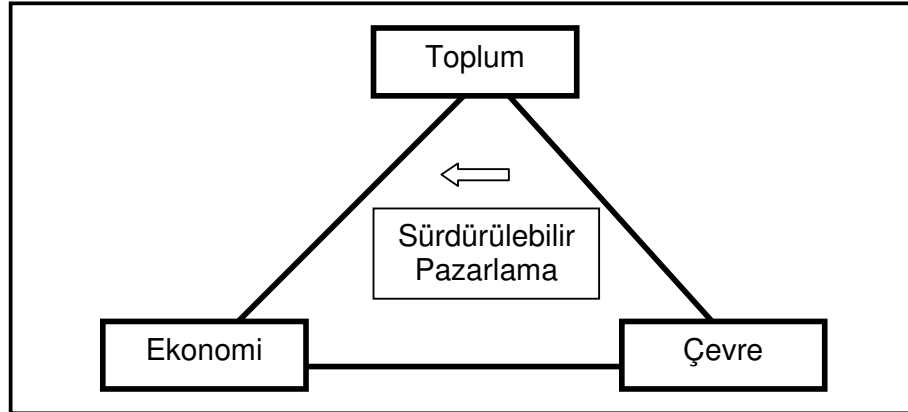 Toplum
Sürdürülebilir
Pazarlama
Ekonomi
Çevre